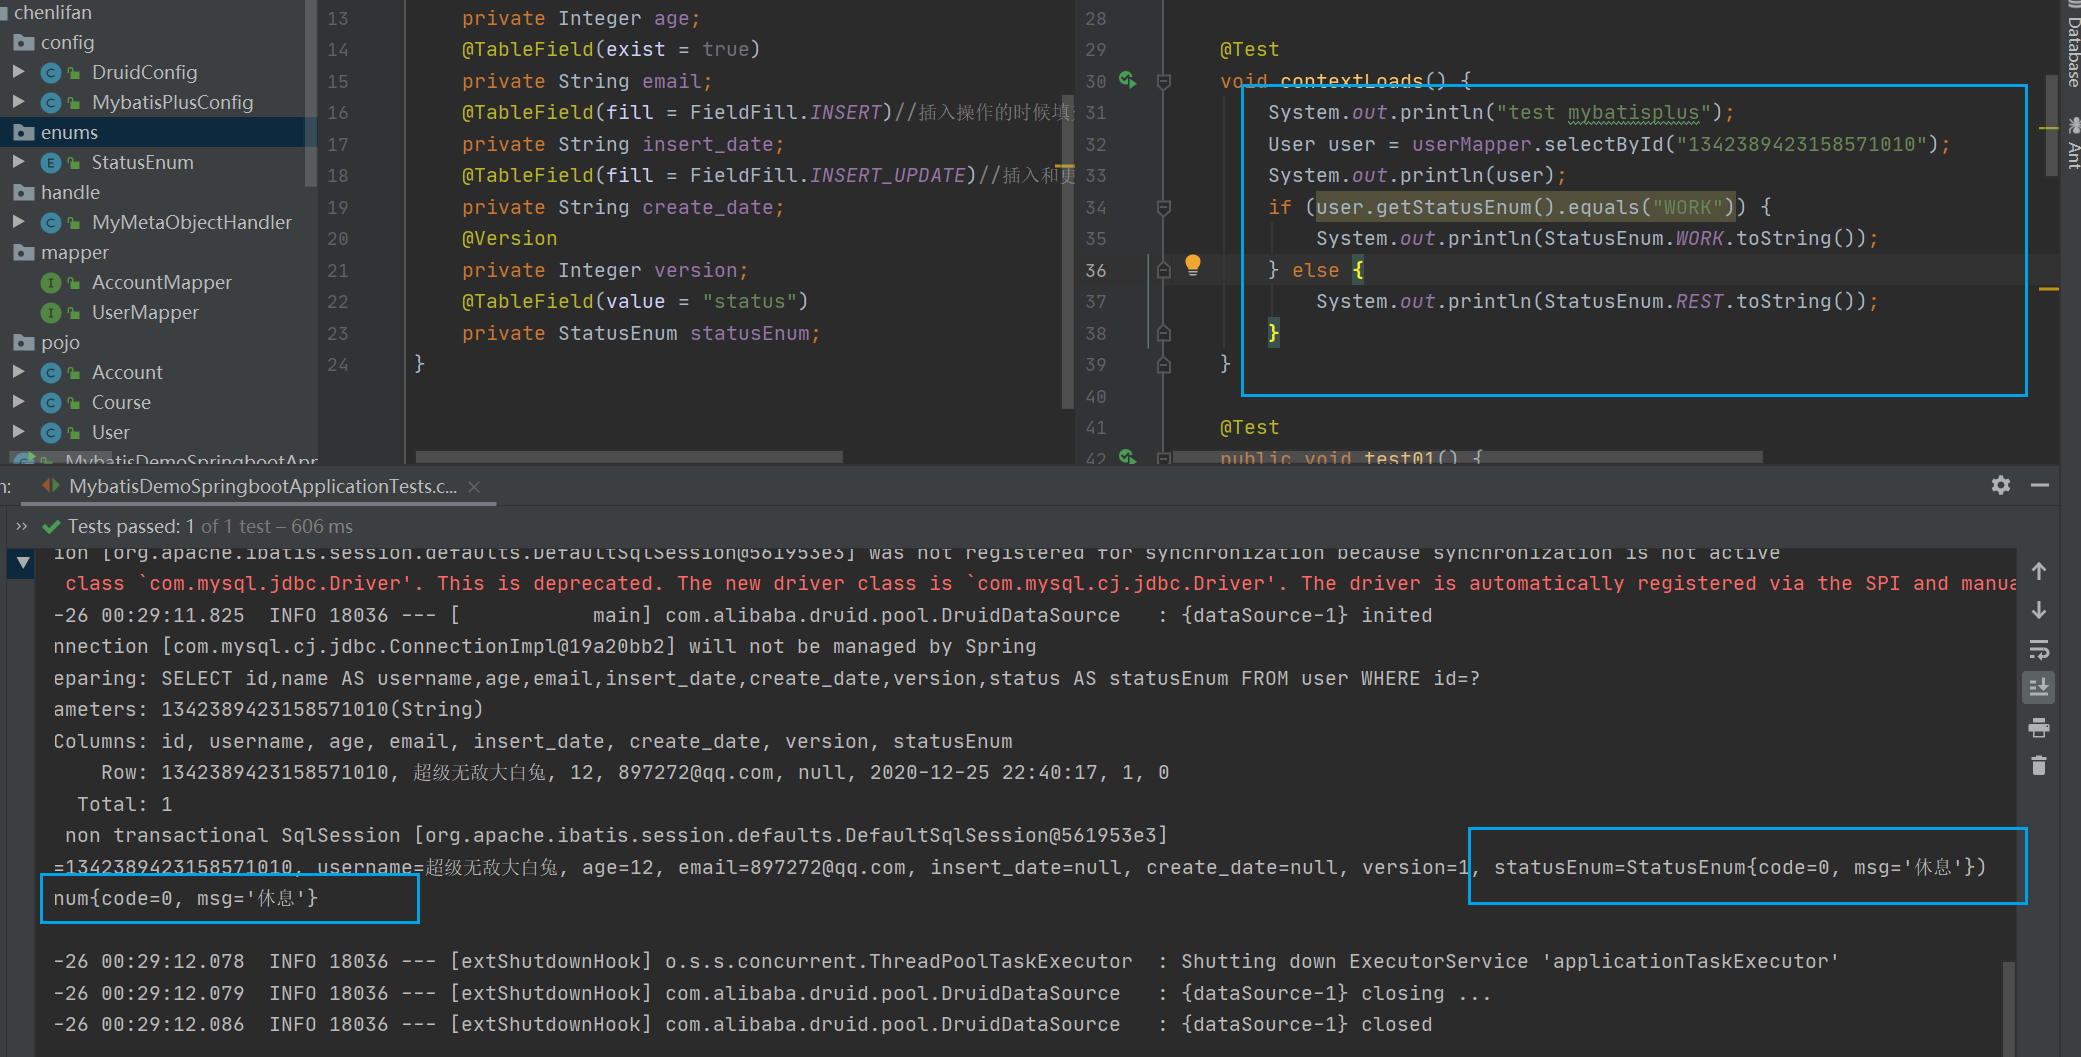 chenlifan
config
DruidConfig
MybatisPlusConfig
enums
StatusEnum
handle
MyMetaObjectHandler
mapper
AccountMapper
UserMapper
pojo
Account
Course
User
MybatisDemoSpringbootApp
13 private Integer age;
14 @TableField(exist = true)
15 private String email;
16 @TableField(fill = FieldFill.INSERT)//插入操作的时候填
17 private String insert_date;
18 @TableField(fill = FieldFill.INSERT_UPDATE)//插入和更
19 private String create_date;
20 @Version
21 private Integer version;
22 @TableField(value = "status")
23 private StatusEnum statusEnum;
24 }
28
29 @Test
30 void contextLoads() {
31 System.out.println("test mybatisplus");
32 User user = userMapper.selectById("1342389423158571010");
33 System.out.println(user);
34 if (user.getStatusEnum().equals("WORK")) {
35 System.out.println(StatusEnum.WORK.toString());
36 } else {
37 System.out.println(StatusEnum.REST.toString());
38 }
39 }
40
41 @Test
42 public void test01() {
Database
Ant
n:
MybatisDemoSpringbootApplicationTests.c...
Tests passed: 1 of 1 test – 606 ms
ion [org.apache.ibatis.session.defaults.DefaultSqlSession@561953e3] was not registered for synchronization because synchronization is not active
class `com.mysql.jdbc.Driver'. This is deprecated. The new driver class is `com.mysql.cj.jdbc.Driver'. The driver is automatically registered via the SPI and manua
-26 00:29:11.825  INFO 18036 --- [           main] com.alibaba.druid.pool.DruidDataSource   : {dataSource-1} inited
nnection [com.mysql.cj.jdbc.ConnectionImpl@19a20bb2] will not be managed by Spring
eparing: SELECT id,name AS username,age,email,insert_date,create_date,version,status AS statusEnum FROM user WHERE id=?
ameters: 1342389423158571010(String)
Columns: id, username, age, email, insert_date, create_date, version, statusEnum
Row: 1342389423158571010, 超级无敌大白兔, 12, 897272@qq.com, null, 2020-12-25 22:40:17, 1, 0
Total: 1
non transactional SqlSession [org.apache.ibatis.session.defaults.DefaultSqlSession@561953e3]
=1342389423158571010, username=超级无敌大白兔, age=12, email=897272@qq.com, insert_date=null, create_date=null, version=1, statusEnum=StatusEnum{code=0, msg='休息'})
num{code=0, msg='休息'}
-26 00:29:12.078  INFO 18036 --- [extShutdownHook] o.s.s.concurrent.ThreadPoolTaskExecutor  : Shutting down ExecutorService 'applicationTaskExecutor'
-26 00:29:12.079  INFO 18036 --- [extShutdownHook] com.alibaba.druid.pool.DruidDataSource   : {dataSource-1} closing ...
-26 00:29:12.086  INFO 18036 --- [extShutdownHook] com.alibaba.druid.pool.DruidDataSource   : {dataSource-1} closed